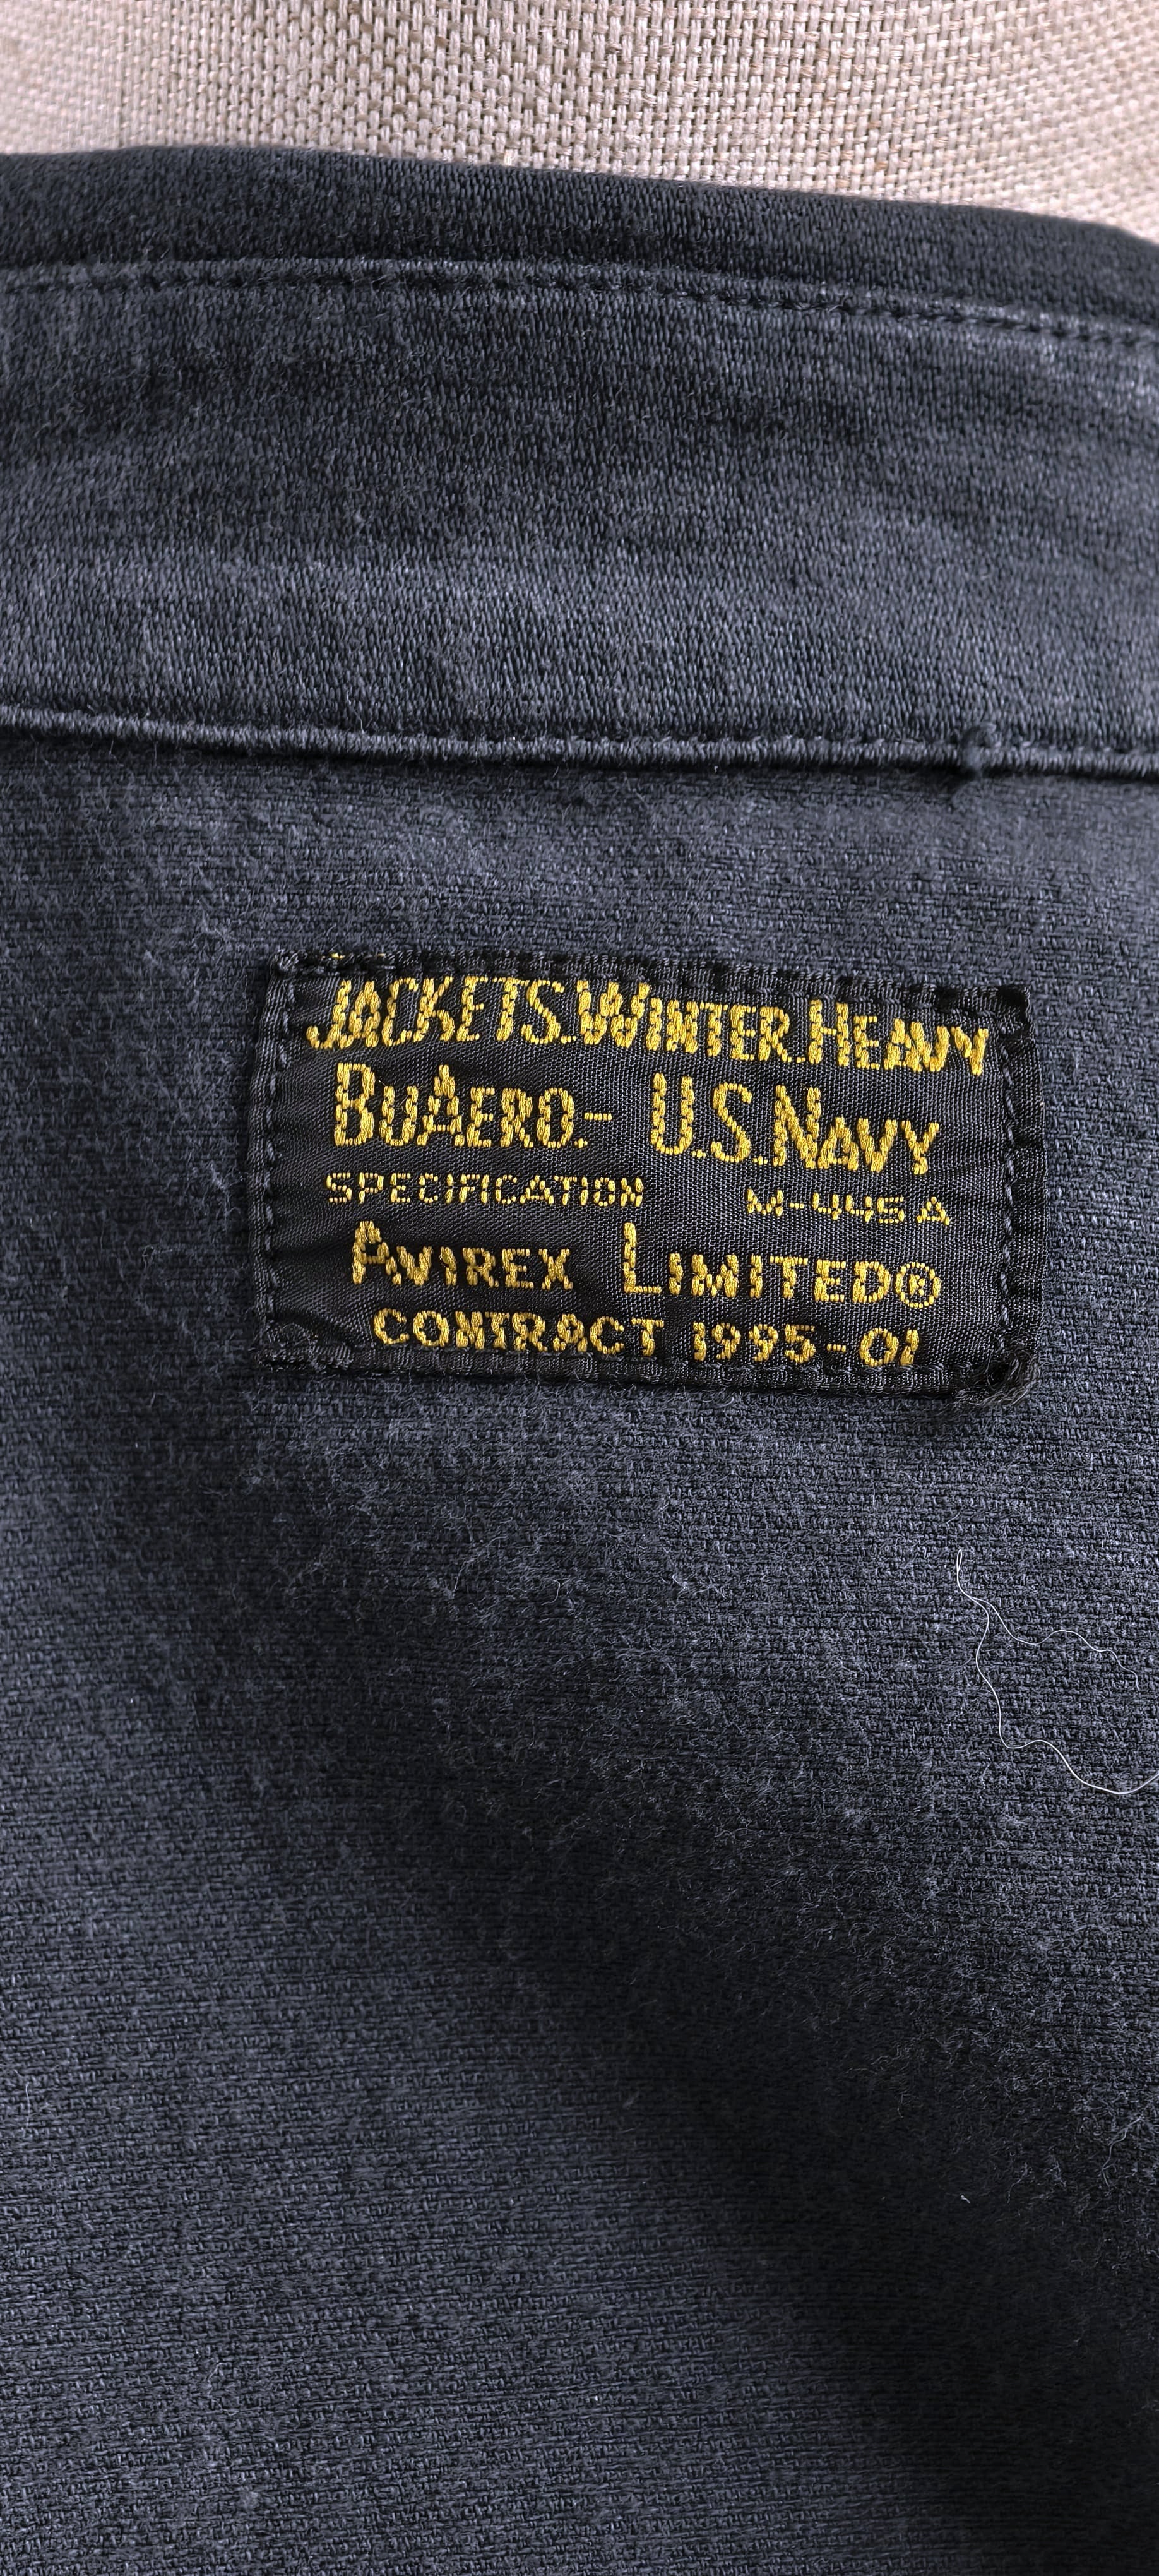 JACKETS.WINTER.HEAVY
BUAERO.- U.S.NAVY
SPECIFICATION M-445A
AVIREX LIMITED®
CONTRACT 1995-01